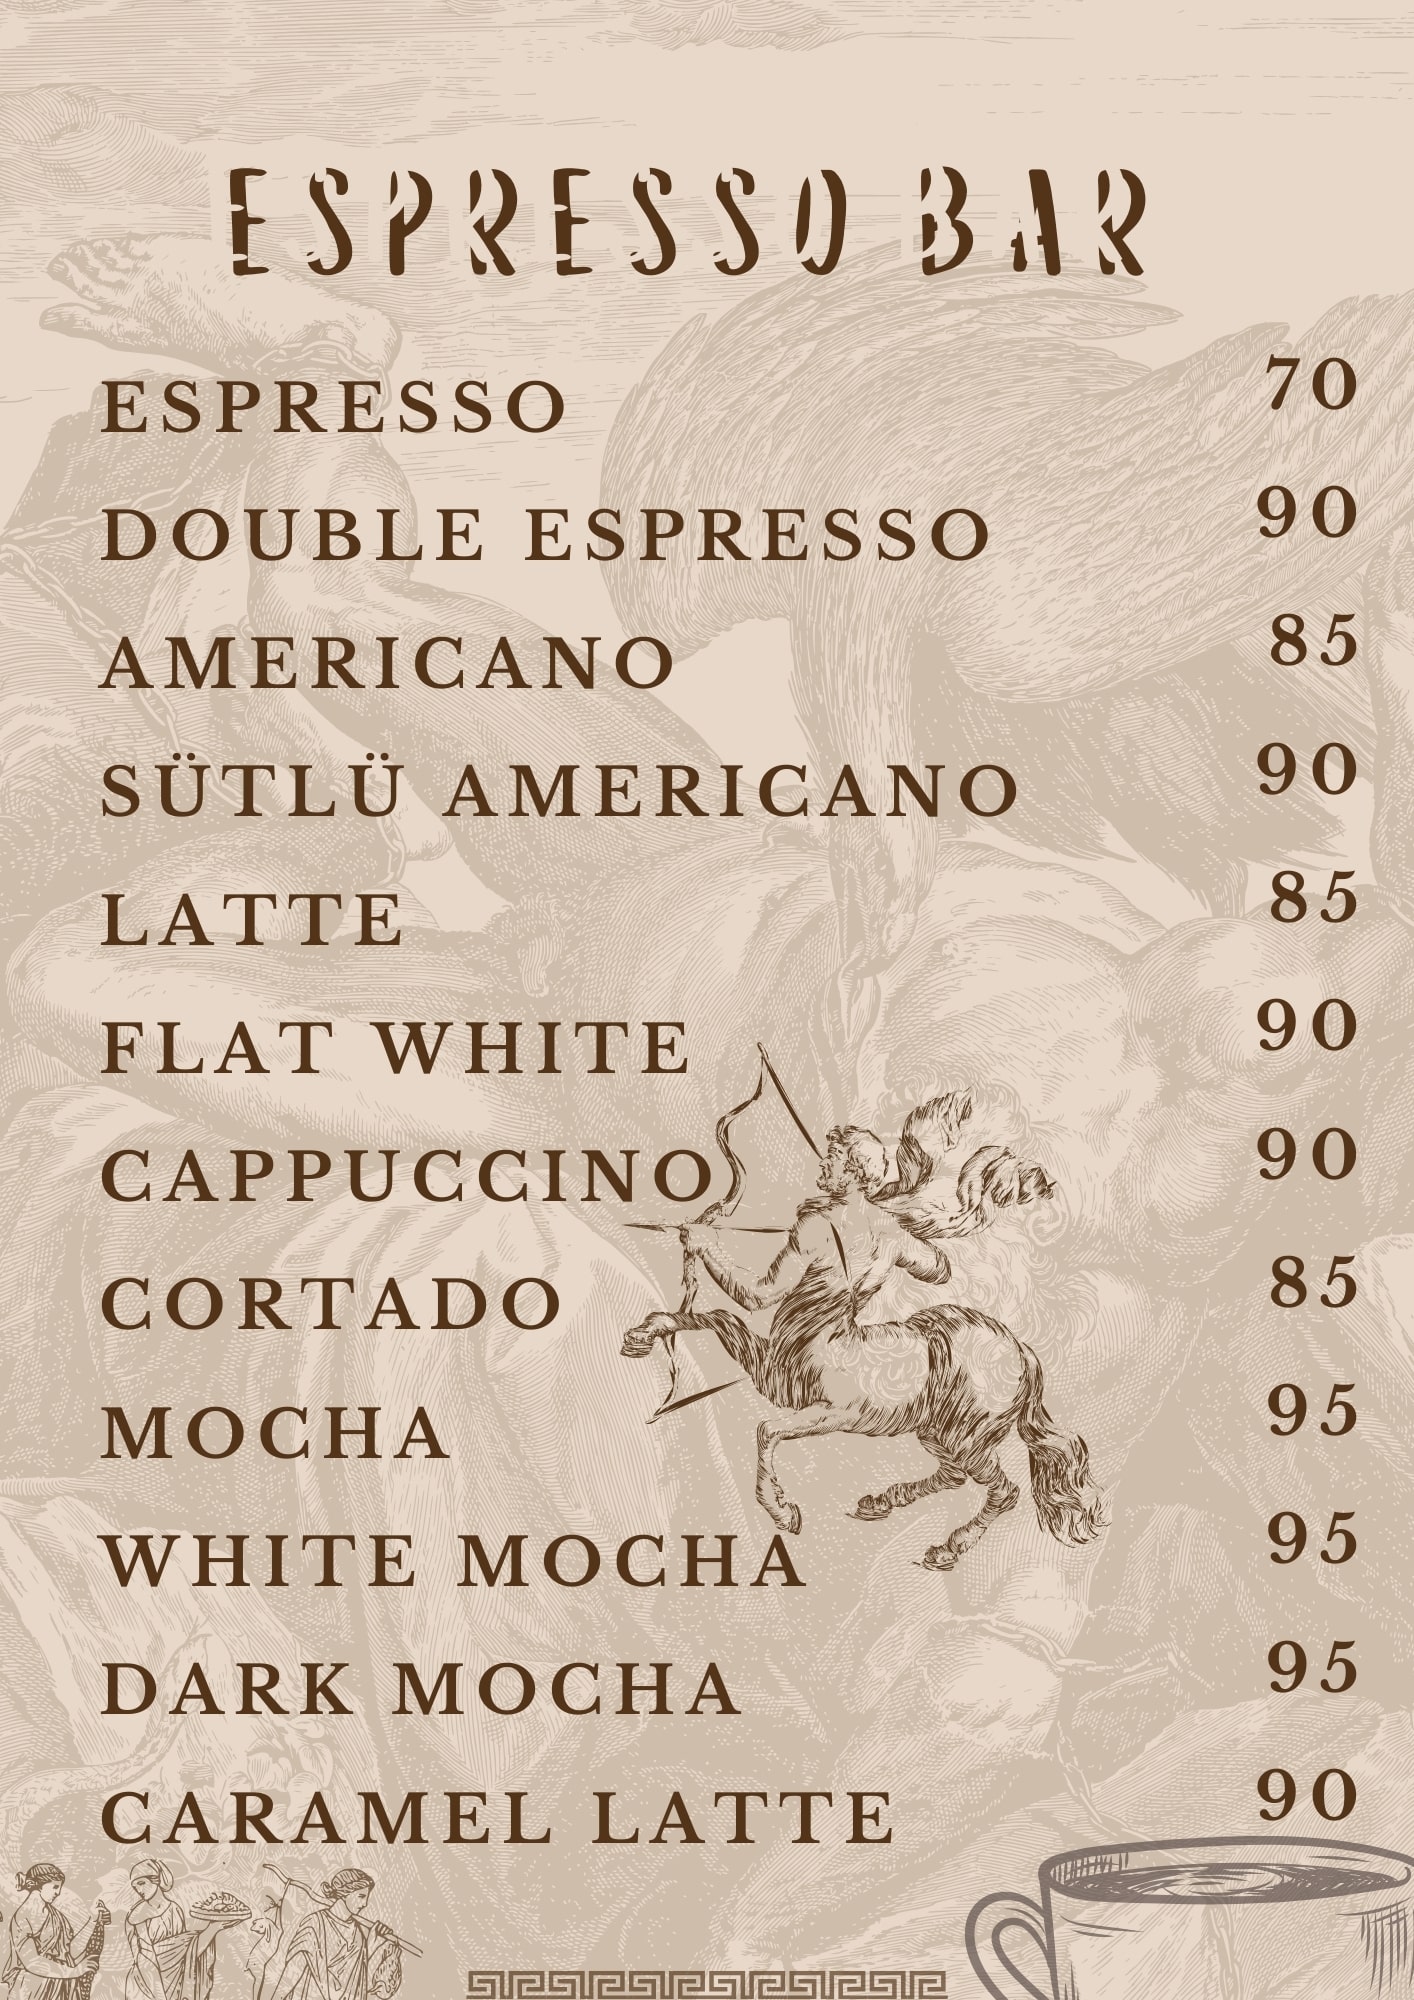 ESPRESSO BAR
ESPRESSO 70
DOUBLE ESPRESSO 90
AMERICANO 85
SÜTLÜ AMERICANO 90
LATTE 85
FLAT WHITE 90
CAPPUCCINO 90
CORTADO 85
MOCHA 95
WHITE MOCHA 95
DARK MOCHA 95
CARAMEL LATTE 90